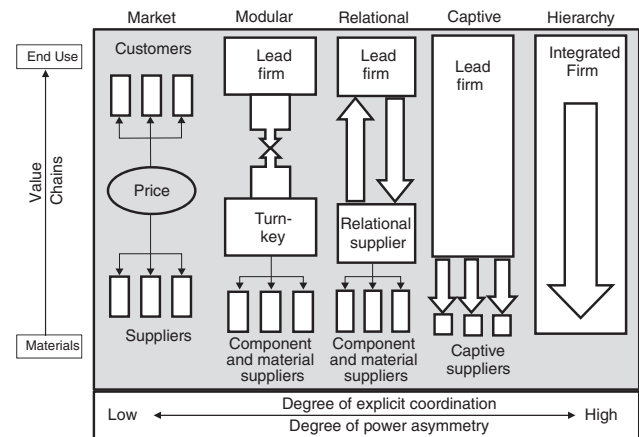 Market
Modular
Relational
Captive
Hierarchy
End Use
Value
Chains
Materials
Customers
Price
Suppliers
Lead
firm
Turn-
key
Component
and material
suppliers
Lead
firm
Relational
supplier
Component
and material
suppliers
Lead
firm
Captive
suppliers
Integrated
Firm
Low
Degree of explicit coordination
Degree of power asymmetry
High